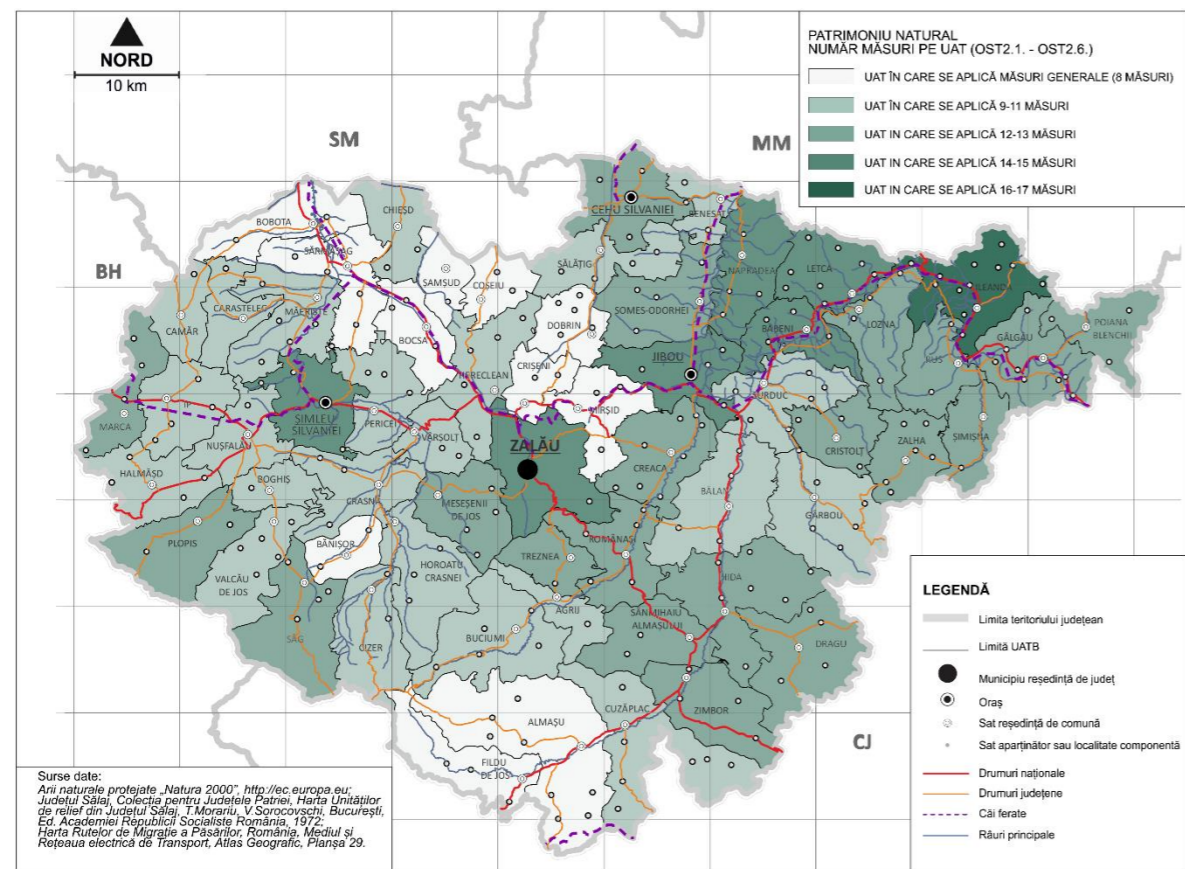 NORD
10 km
PATRIMONIU NATURAL
NUMĂR MĂSURI PE UAT (OST2.1. - OST2.6.)
UAT ÎN CARE SE APLICĂ MĂSURI GENERALE (8 MĂSURI)
UAT ÎN CARE SE APLICĂ 9-11 MĂSURI
UAT IN CARE SE APLICĂ 12-13 MĂSURI
UAT IN CARE SE APLICĂ 14-15 MĂSURI
UAT IN CARE SE APLICĂ 16-17 MĂSURI
SM
MM
BH
CJ
BOBOTA
CHIEȘD
CEHU SILVANIEI
BENESAT
SĂRMĂȘAG
SĂLĂȚIG
NAPRADEA
LETCA
ILEANDA
SAMȘUD
COȘEIU
CARASTELEC
MĂERIȘTE
SOMEȘ-ODORHEI
CAMĂR
DOBRIN
BĂBENI
LOZNA
POIANA
BLENCHII
BOCȘA
GÂLGĂU
RUS
CRIȘENI
JIBOU
HERECLEAN
SURDUC
MIRȘID
IP
MARCA
ȘIMLEU
SILVANIEI
PERICEI
VÂRȘOLȚ
NUȘFALĂU
ZALĂU
CRISTOLȚ
ZALHA
HALMĂȘD
BOGHIȘ
CREACA
CRASNA
BĂLAN
MESEȘENII
DE JOS
GÂRBOU
PLOPIȘ
BĂNIȘOR
TREZNEA
ROMÂNAȘI
HOROATU
CRASNEI
VALCĂU
DE JOS
HIDA
AGRIJ
SÂNMIHAIU
ALMAȘULUI
SÂG
BUCIUMI
CIZER
DRAGU
CUZĂPLAC
ZIMBOR
ALMAȘU
FILDU
DE JOS
LEGENDĂ
Limita teritoriului județean
Limită UATB
Municipiu reședință de județ
Oraș
Sat reședință de comună
Sat aparținător sau localitate componentă
Drumuri naționale
Drumuri județene
Căi ferate
Râuri principale
Surse date:
Arii naturale protejate „Natura 2000”, http://ec.europa.eu;
Județul Sălaj, Colecția pentru Județele Patriei, Harta Unităților
de relief din Județul Sălaj, T.Morariu, V.Sorocovschi, București,
Ed. Academiei Republicii Socialiste România, 1972;
Harta Rutelor de Migrație a Păsărilor, România, Mediul și
Rețeaua electrică de Transport, Atlas Geografic, Planșa 29.